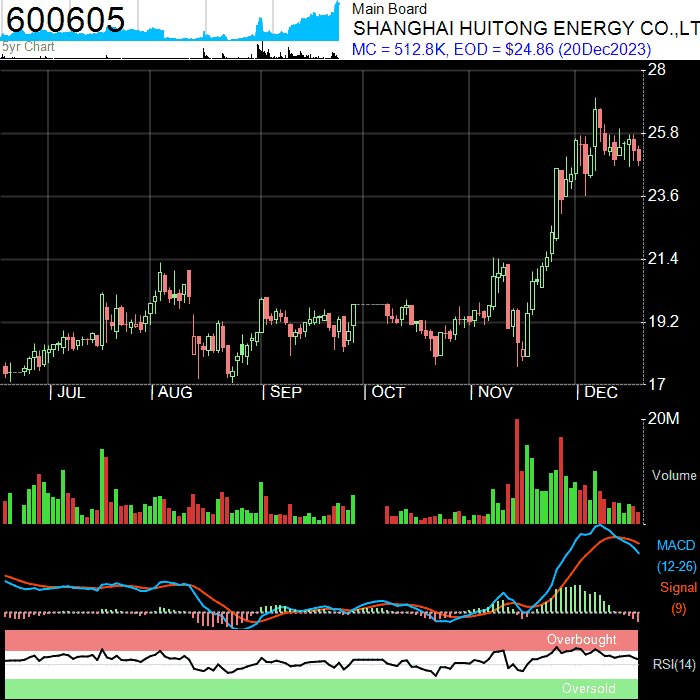 600605
5yr Chart
Main Board
SHANGHAI HUITONG ENERGY CO.,LT
MC = 512.8K, EOD = $24.86 (20Dec2023)
28
25.8
23.6
21.4
19.2
17
| JUL | AUG | SEP | OCT | NOV | DEC
20M
Volume
MACD
(12-26)
Signal
(9)
Overbought
RSI(14)
Oversold